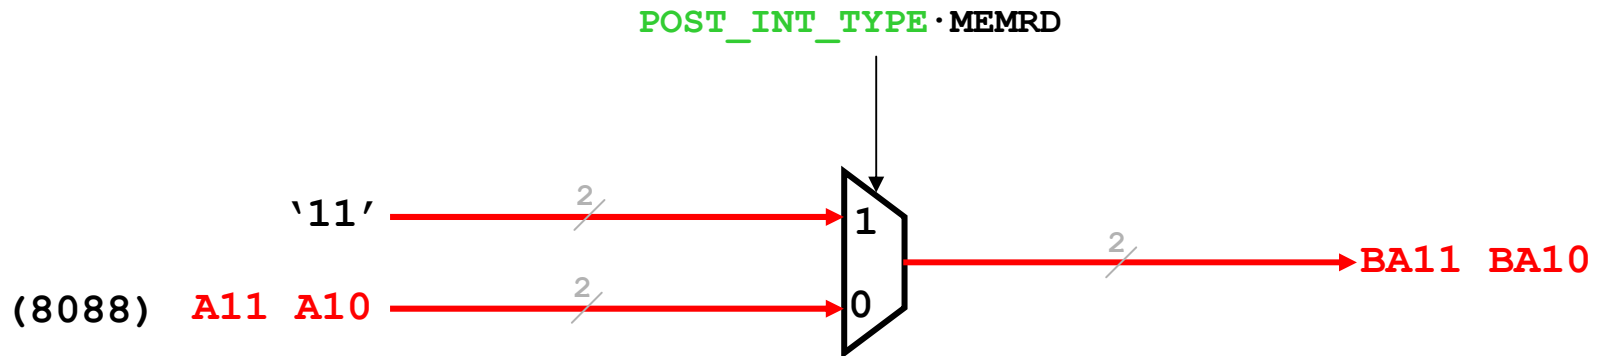 POST_INT_TYPE·MEMRD
‘11’
2
1
2
BA11 BA10
(8088) A11 A10
2
0